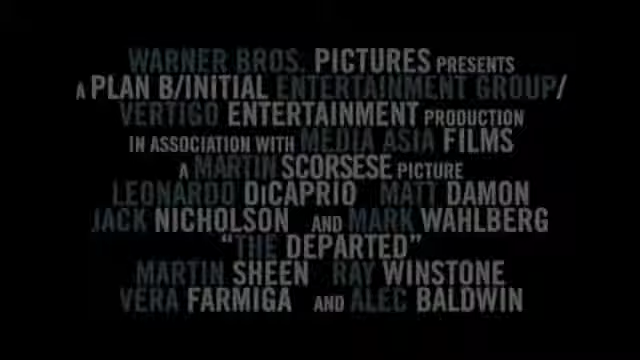 WARNER BROS. PICTURES PRESENTS
A PLAN B/INITIAL ENTERTAINMENT GROUP/
VERTIGO ENTERTAINMENT PRODUCTION
IN ASSOCIATION WITH MEDIA ASIA FILMS
A MARTIN SCORSESE PICTURE
LEONARDO DiCAPRIO MATT DAMON
JACK NICHOLSON AND MARK WAHLBERG
“THE DEPARTED”
MARTIN SHEEN RAY WINSTONE
VERA FARMIGA AND ALEC BALDWIN